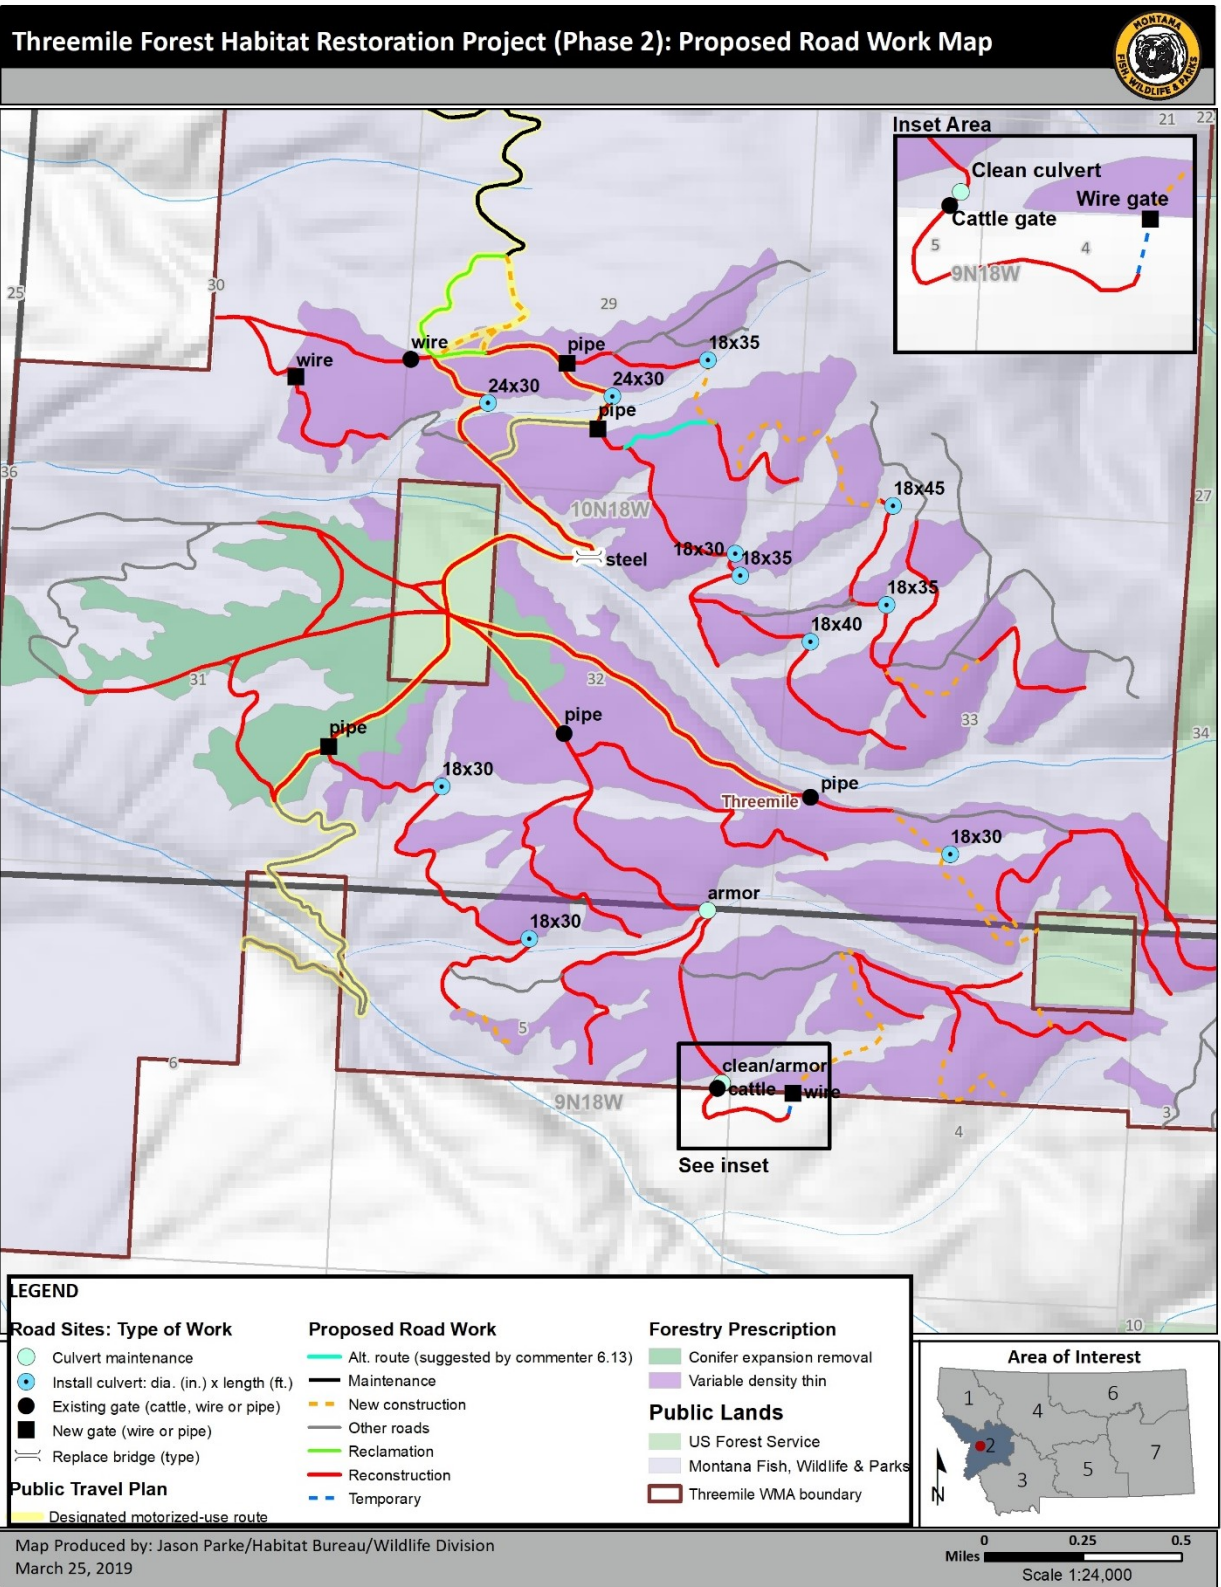 Threemile Forest Habitat Restoration Project (Phase 2): Proposed Road Work Map
MONTANA
FISH, WILDLIFE & PARKS
Inset Area
21 22
Clean culvert
Wire gate
Cattle gate
5
4
9N18W
25
30
29
wire
wire
pipe
18x35
24x30
24x30
pipe
36
27
18x45
10N18W
steel
18x30
18x35
18x35
18x40
31
32
33
34
pipe
pipe
18x30
pipe
Threemile
18x30
armor
18x30
5
6
clean/armor
cattle
wire
9N18W
3
4
See inset
10
LEGEND
Road Sites: Type of Work
Culvert maintenance
Install culvert: dia. (in.) x length (ft.)
Existing gate (cattle, wire or pipe)
New gate (wire or pipe)
Replace bridge (type)
Public Travel Plan
Designated motorized-use route
Proposed Road Work
Alt. route (suggested by commenter 6.13)
Maintenance
New construction
Other roads
Reclamation
Reconstruction
Temporary
Forestry Prescription
Conifer expansion removal
Variable density thin
Public Lands
US Forest Service
Montana Fish, Wildlife & Parks
Threemile WMA boundary
Area of Interest
1
6
4
2
7
5
3
N
Map Produced by: Jason Parke/Habitat Bureau/Wildlife Division
March 25, 2019
0 0.25 0.5
Miles
Scale 1:24,000